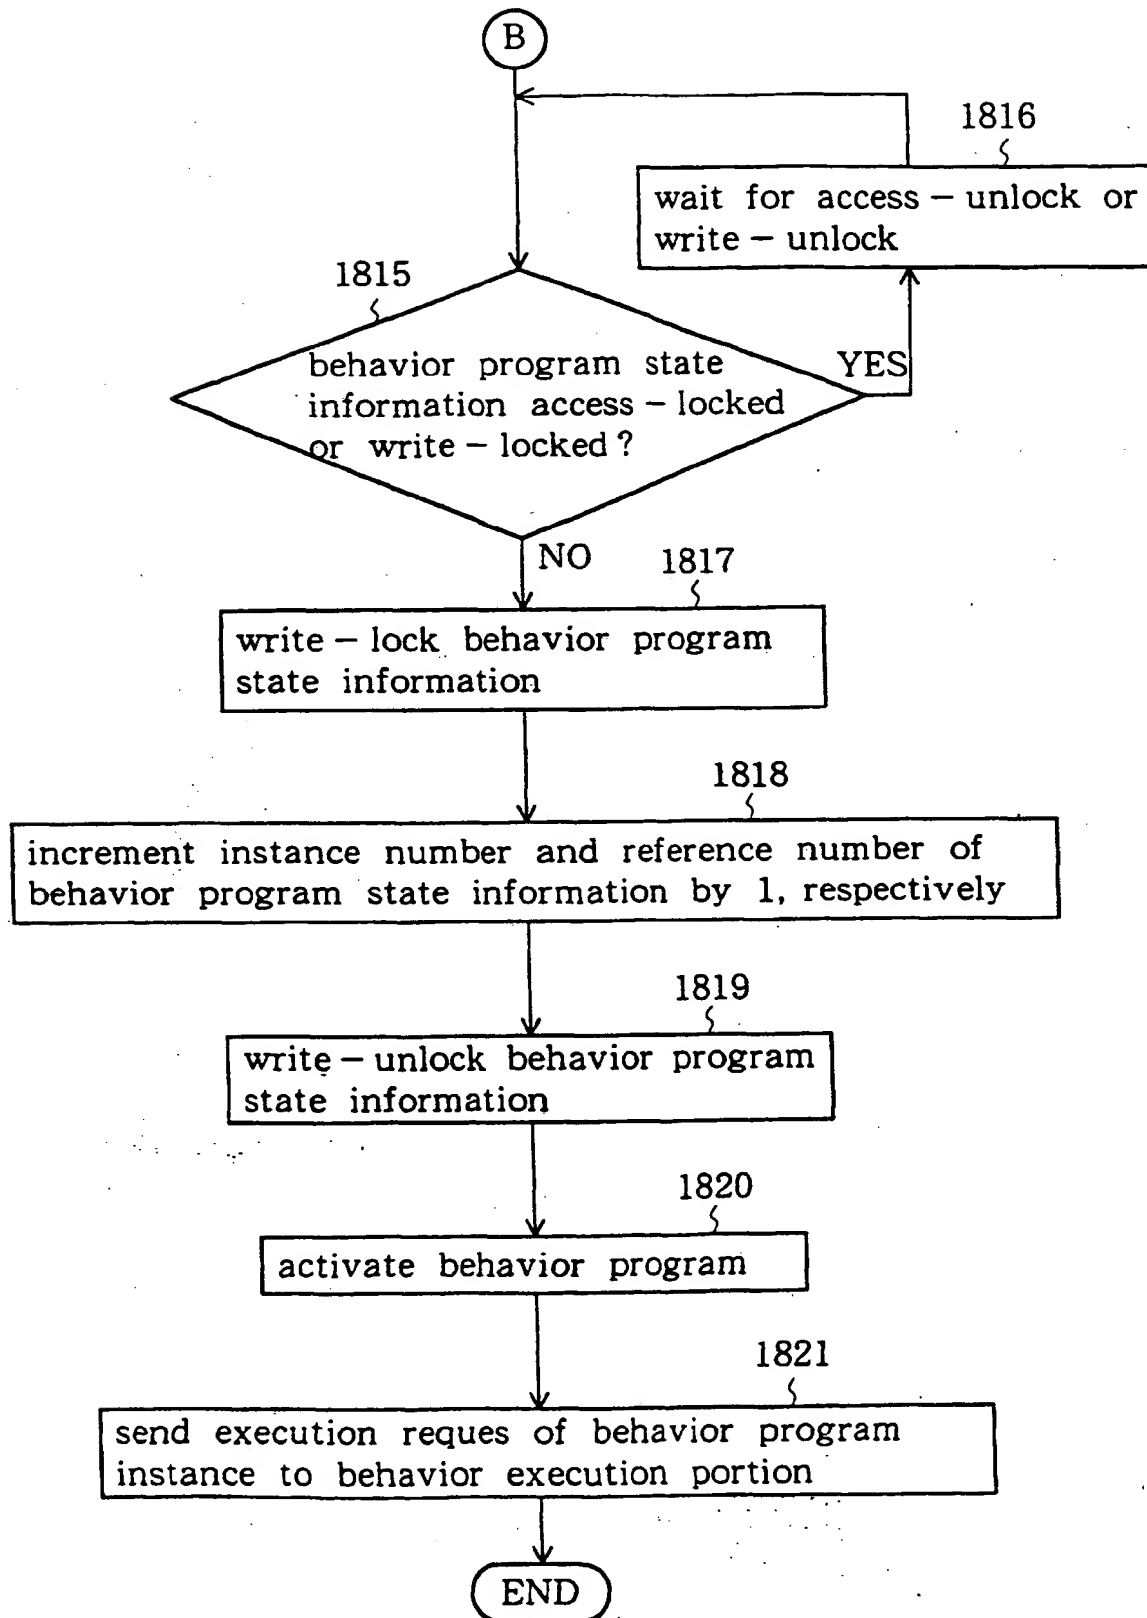 B
1816
wait for access – unlock or
write – unlock
1815
behavior program state
information access – locked
or write – locked ?
YES
NO
1817
write – lock behavior program
state information
1818
increment instance number and reference number of
behavior program state information by 1, respectively
1819
write – unlock behavior program
state information
1820
activate behavior program
1821
send execution reques of behavior program
instance to behavior execution portion
END